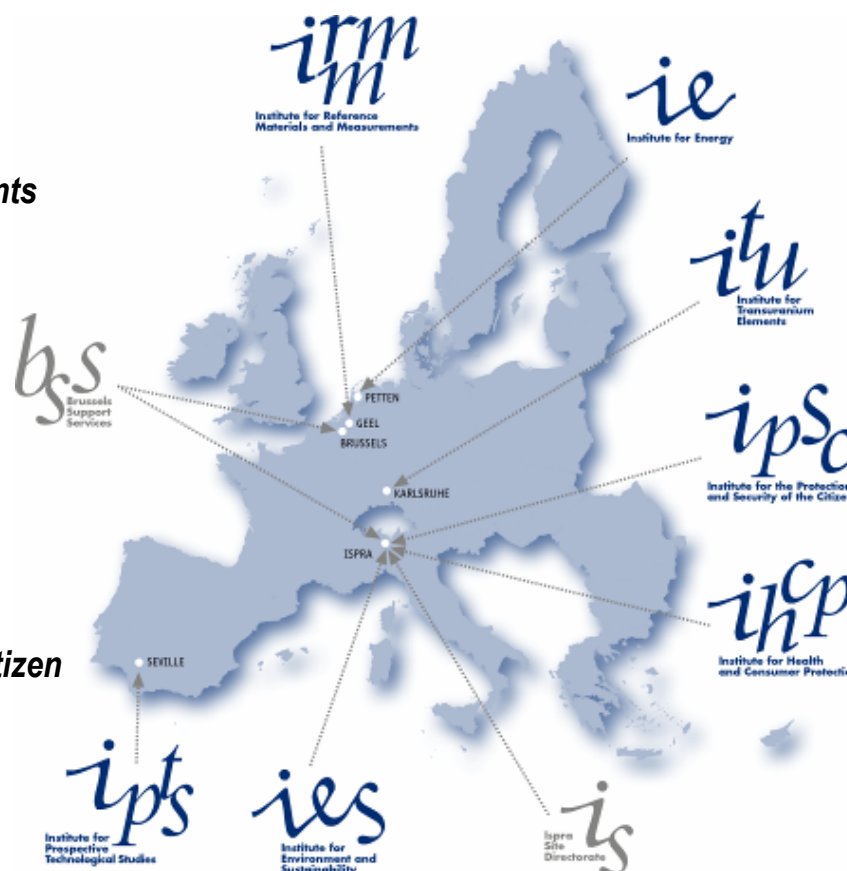 irmm
Institute for Reference
Materials and Measurements
ie
Institute for Energy
nts
itu
Institute for
Transuranium
Elements
bss
Brussels
Support
Services
PETTEN
GEEL
BRUSSELS
ipsc
Institute for the Protection
and Security of the Citize
KARLSRUHE
ISPRA
ihcp
Institute for Health
and Consumer Protectio
SEVILLE
tizen
ipts
Institute for
Prospective
Technological Studies
ies
Institute for
Environment and
Sustainability
is
Ispra
Site
Directorate